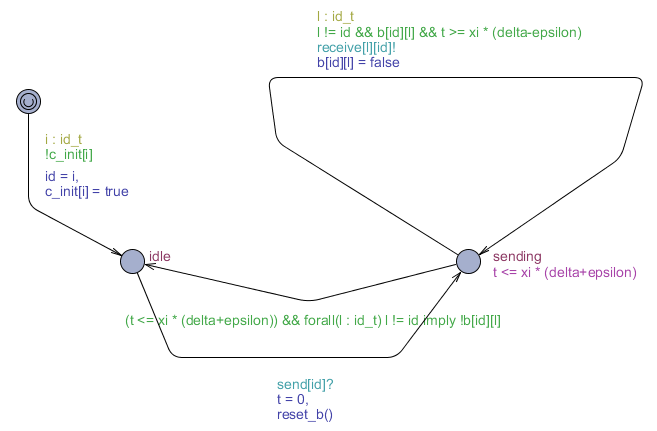 l : id_t
l != id && b[id][l] && t >= xi * (delta-epsilon)
receive[l][id]!
b[id][l] = false
i : id_t
!c_init[i]
id = i,
c_init[i] = true
idle
sending
t <= xi * (delta+epsilon)
(t <= xi * (delta+epsilon)) && forall(l : id_t) l != id imply !b[id][l]
send[id]?
t = 0,
reset_b()